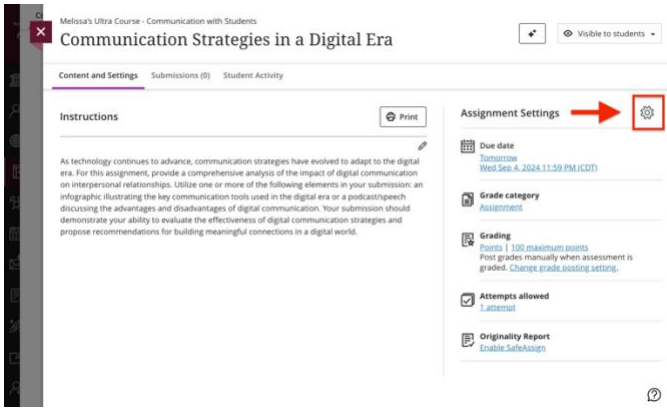 Melissa's Ultra Course - Communication with Students
Communication Strategies in a Digital Era
Visible to students
Content and Settings Submissions (0) Student Activity
Instructions
Print
As technology continues to advance, communication strategies have evolved to adapt to the digital
era. For this assignment, provide a comprehensive analysis of the impact of digital communication
on interpersonal relationships. Utilize one or more of the following elements in your submission: an
infographic illustrating the key communication tools used in the digital era or a podcast/speech
discussing the advantages and disadvantages of digital communication. Your submission should
demonstrate your ability to evaluate the effectiveness of digital communication strategies and
propose recommendations for building meaningful connections in a digital world.
Assignment Settings
Due date
Tomorrow
Wed Sep 4, 2024 11:59 PM (CDT)
Grade category
Assignment
Grading
Points | 100 maximum points
Post grades manually when assessment is
graded. Change grade posting setting.
Attempts allowed
1 attempt
Originality Report
Enable SafeAssign